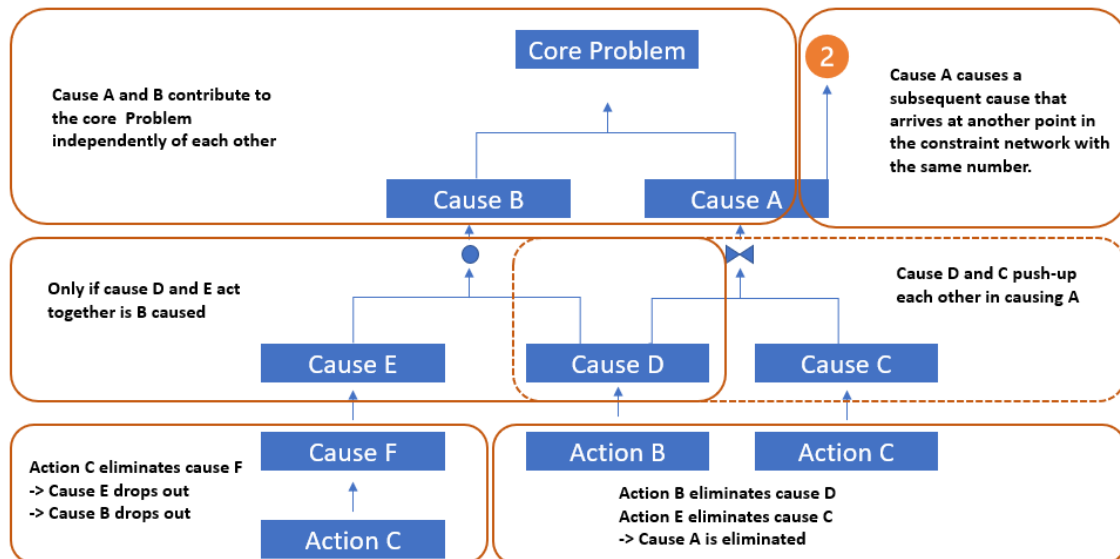 Core Problem
2
Cause A and B contribute to
the core  Problem
independently of each other
Cause A causes a
subsequent cause that
arrives at another point in
the constraint network with
the same number.
Cause B
Cause A
Only if cause D and E act
together is B caused
Cause D and C push-up
each other in causing A
Cause E
Cause D
Cause C
Cause F
Action B
Action C
Action C eliminates cause F
-> Cause E drops out
-> Cause B drops out
Action C
Action B eliminates cause D
Action E eliminates cause C
-> Cause A is eliminated